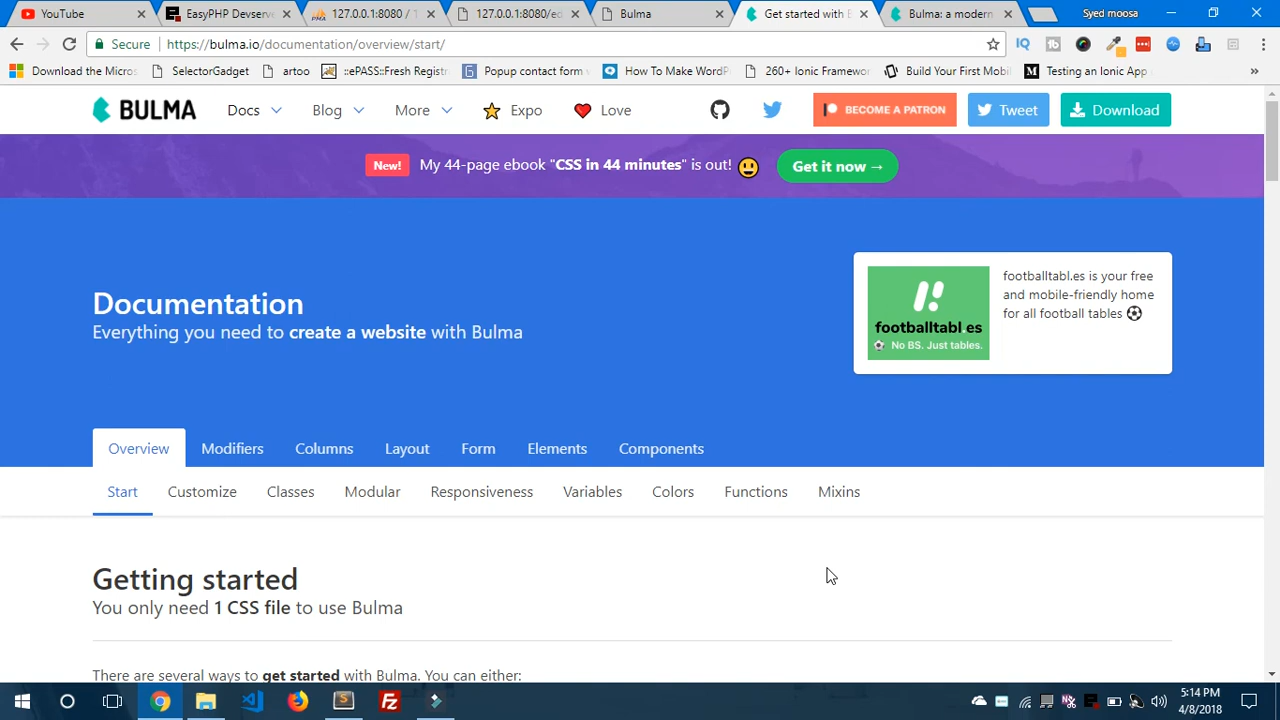 YouTube
EasyPHP Devserve
127.0.0.1:8080 / 1
127.0.0.1:8080/ed
Bulma
Get started with B
Bulma: a modern
Syed moosa
Secure
https://bulma.io/documentation/overview/start/
Download the Micros
SelectorGadget
artoo
::ePASS::Fresh Registr
Popup contact form w
How To Make WordP
260+ Ionic Framewor
Build Your First Mobil
Testing an Ionic App
BULMA
Docs
Blog
More
Expo
Love
BECOME A PATRON
Tweet
Download
New!
My 44-page ebook "CSS in 44 minutes" is out!
Get it now →
Documentation
Everything you need to create a website with Bulma
footballtabl es
No BS. Just tables.
footballtabl.es is your free
and mobile-friendly home
for all football tables
Overview
Modifiers
Columns
Layout
Form
Elements
Components
Start
Customize
Classes
Modular
Responsiveness
Variables
Colors
Functions
Mixins
Getting started
You only need 1 CSS file to use Bulma
There are several ways to get started with Bulma. You can either:
5:14 PM
4/8/2018